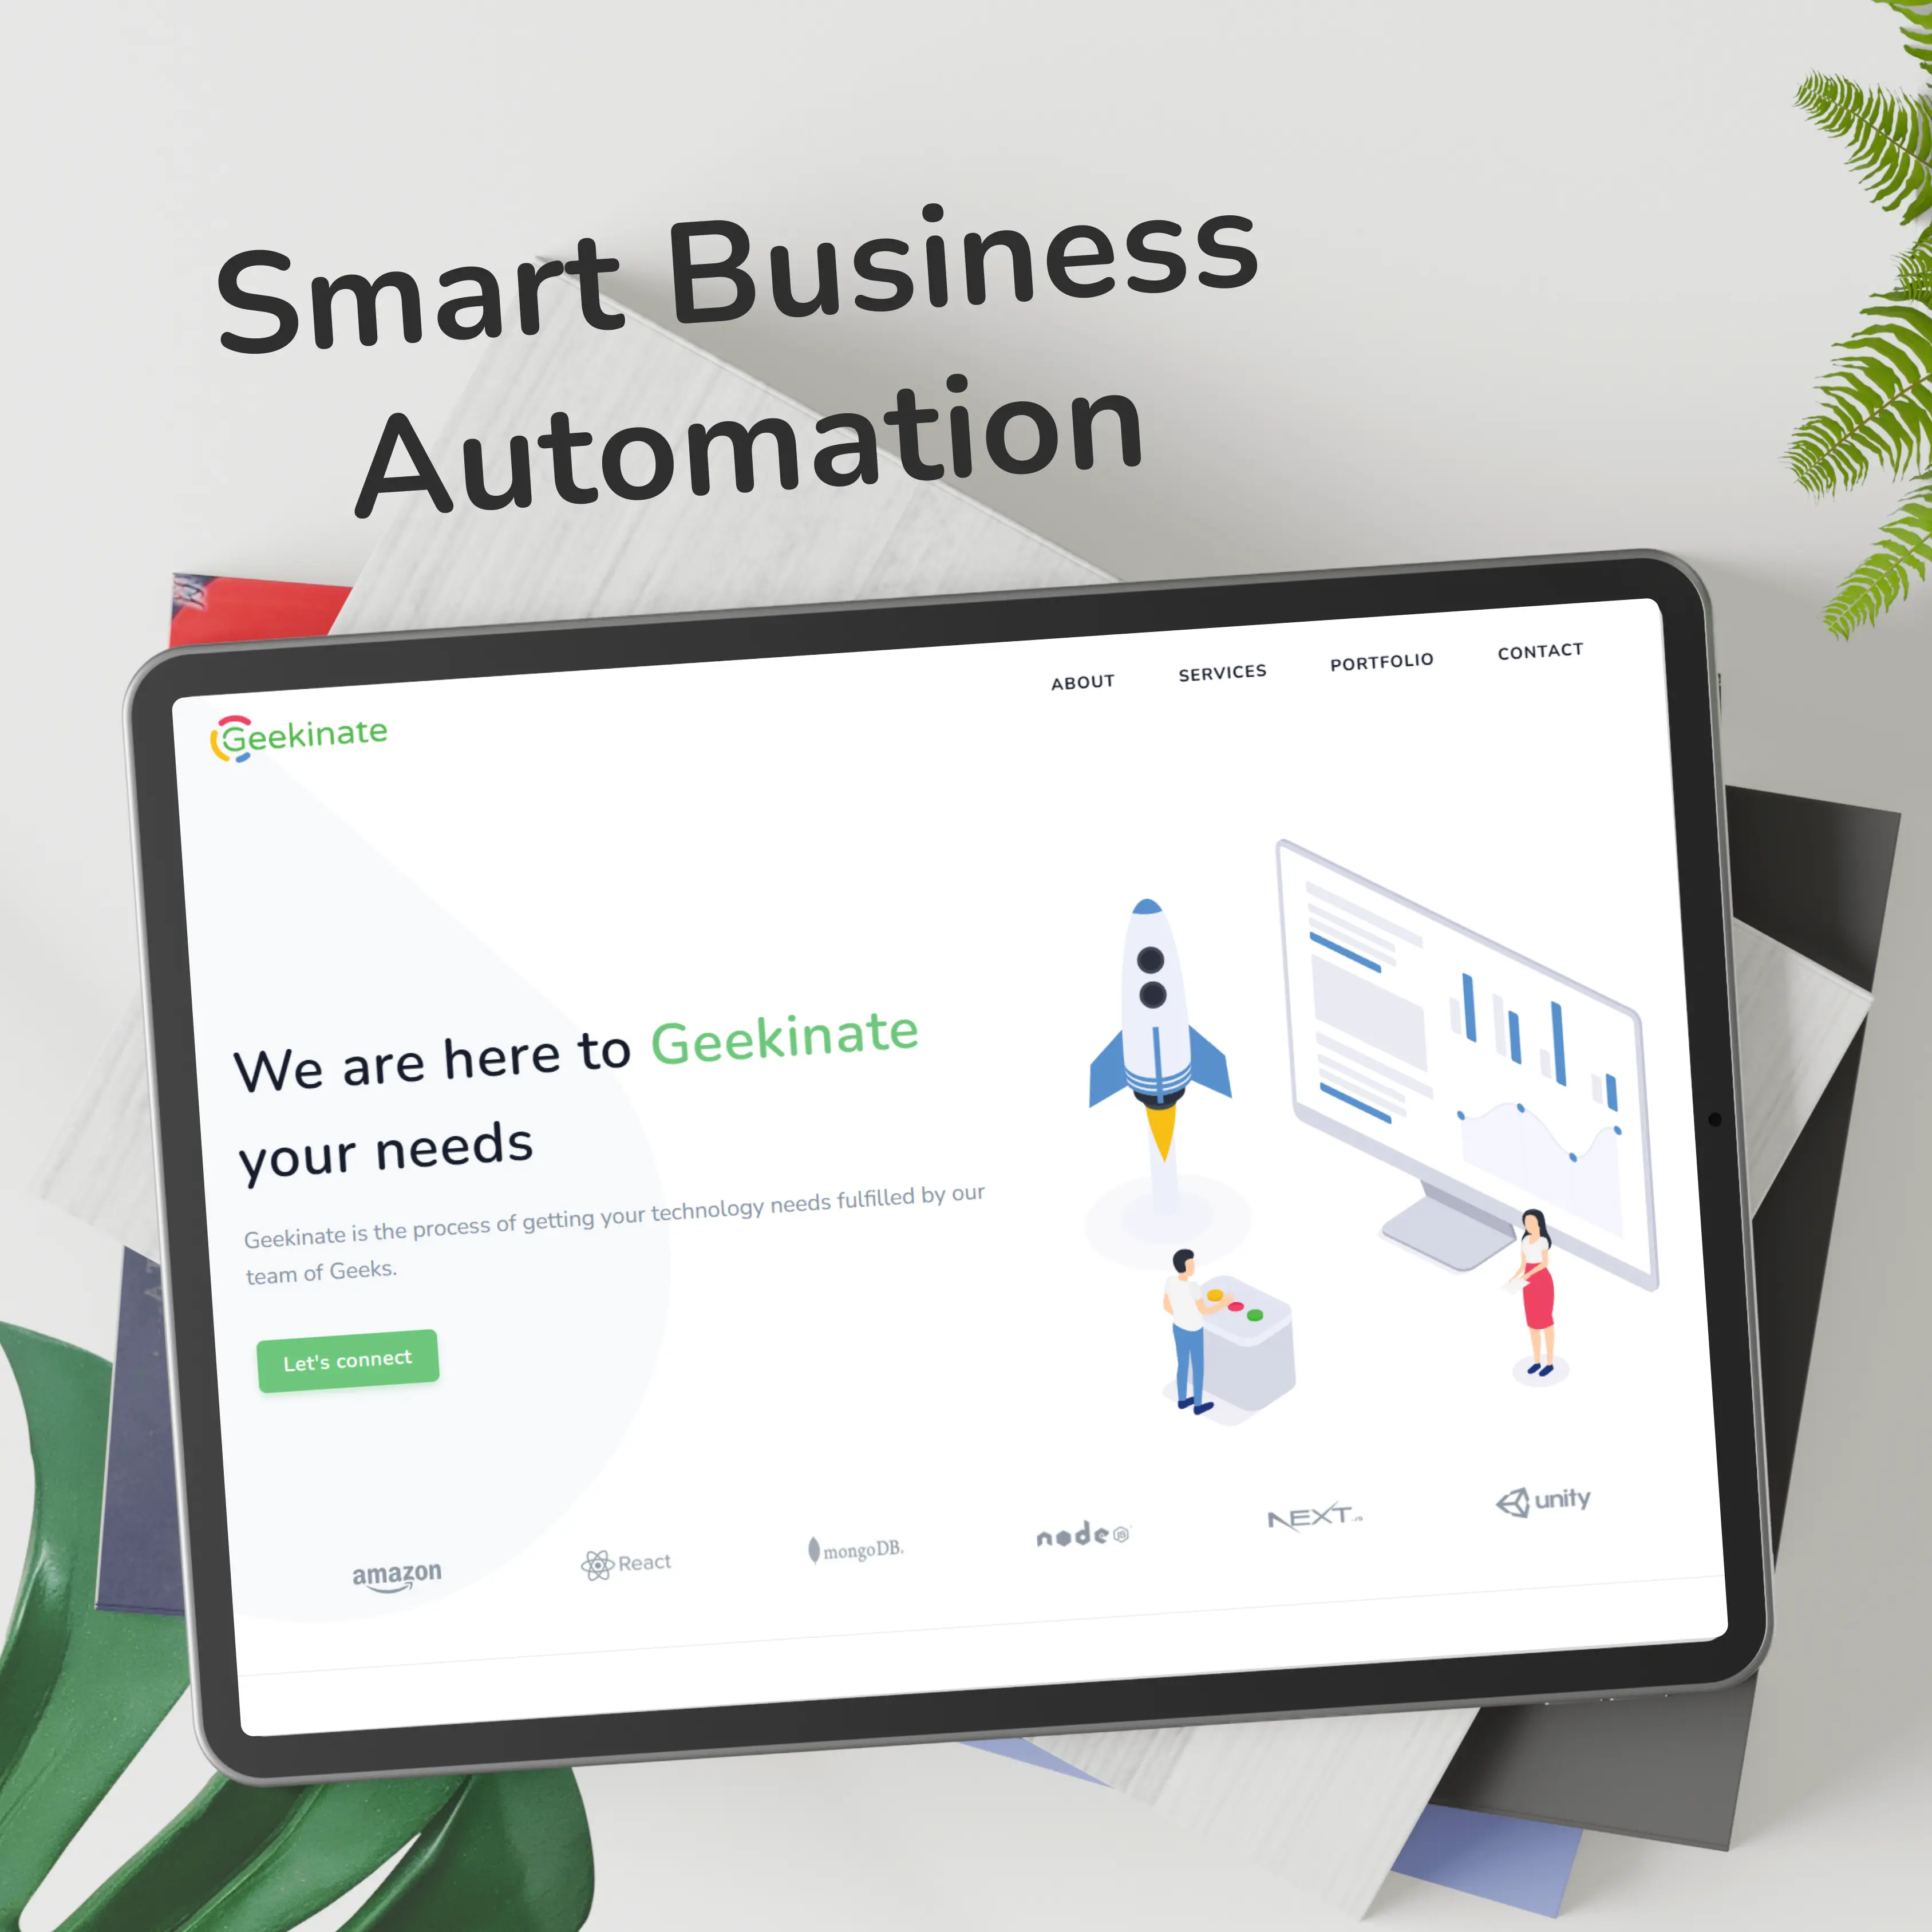 Smart Business
Automation
ABOUT SERVICES PORTFOLIO CONTACT
Geekinate
We are here to Geekinate
your needs
Geekinate is the process of getting your technology needs fulfilled by our
team of Geeks.
Let's connect
amazon React mongoDB. node JS NEXT.JS unity